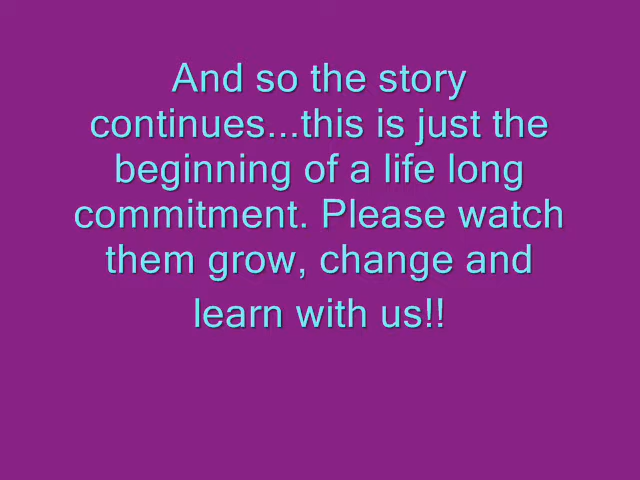 And so the story
continues...this is just the
beginning of a life long
commitment. Please watch
them grow, change and
learn with us!!